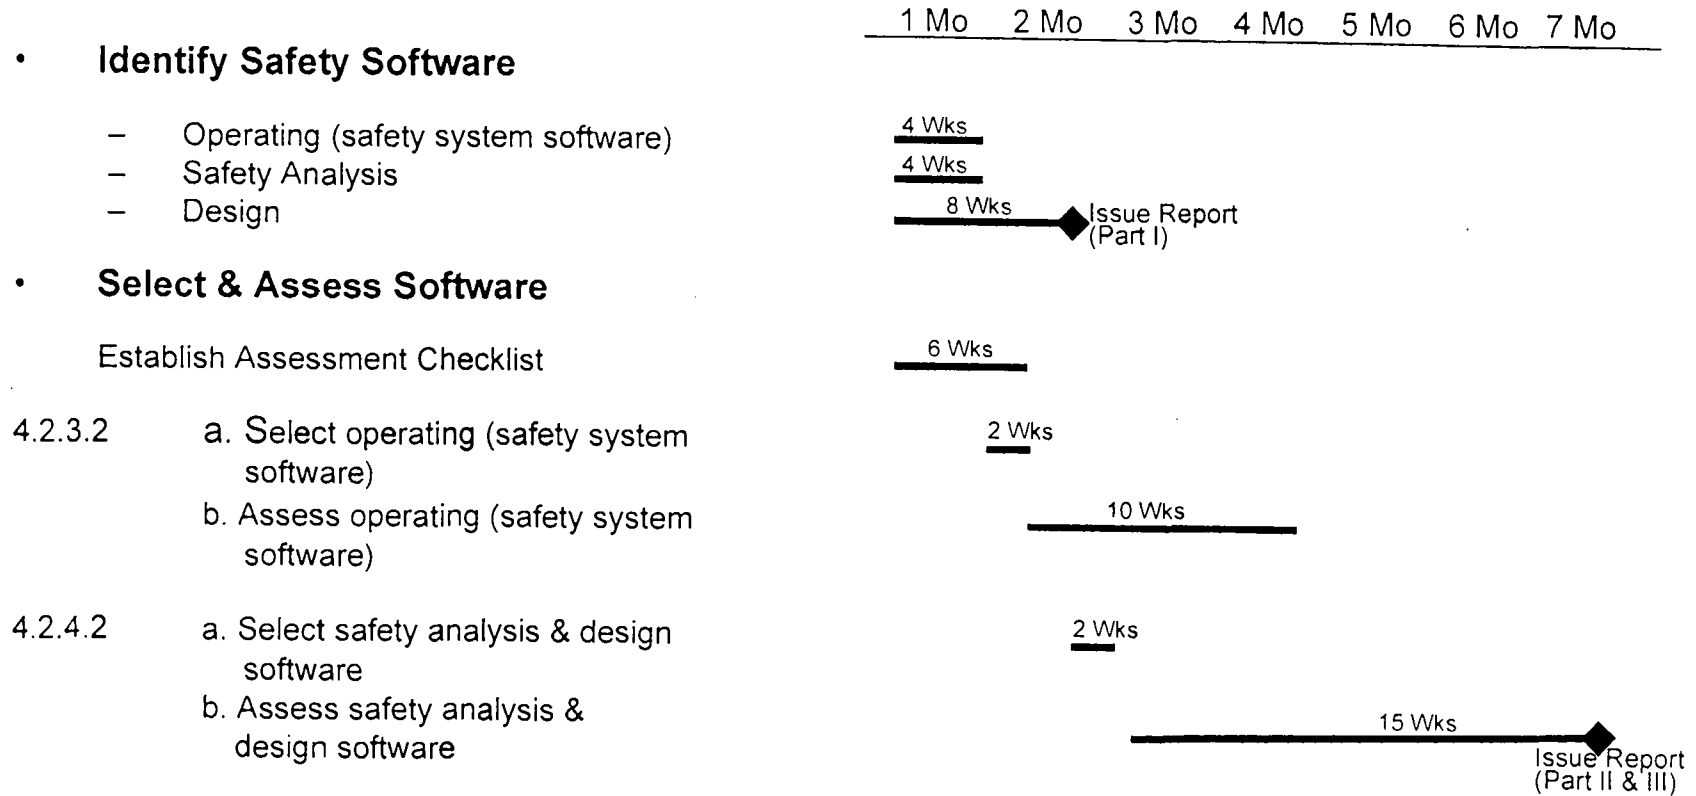 1 Mo 2 Mo 3 Mo 4 Mo 5 Mo 6 Mo 7 Mo
• Identify Safety Software
– Operating (safety system software) 4 Wks
– Safety Analysis 4 Wks
– Design 8 Wks Issue Report
(Part I)
• Select & Assess Software
Establish Assessment Checklist 6 Wks
4.2.3.2 a. Select operating (safety system 2 Wks
software)
b. Assess operating (safety system 10 Wks
software)
4.2.4.2 a. Select safety analysis & design 2 Wks
software
b. Assess safety analysis & 15 Wks
design software Issue Report
(Part II & III)